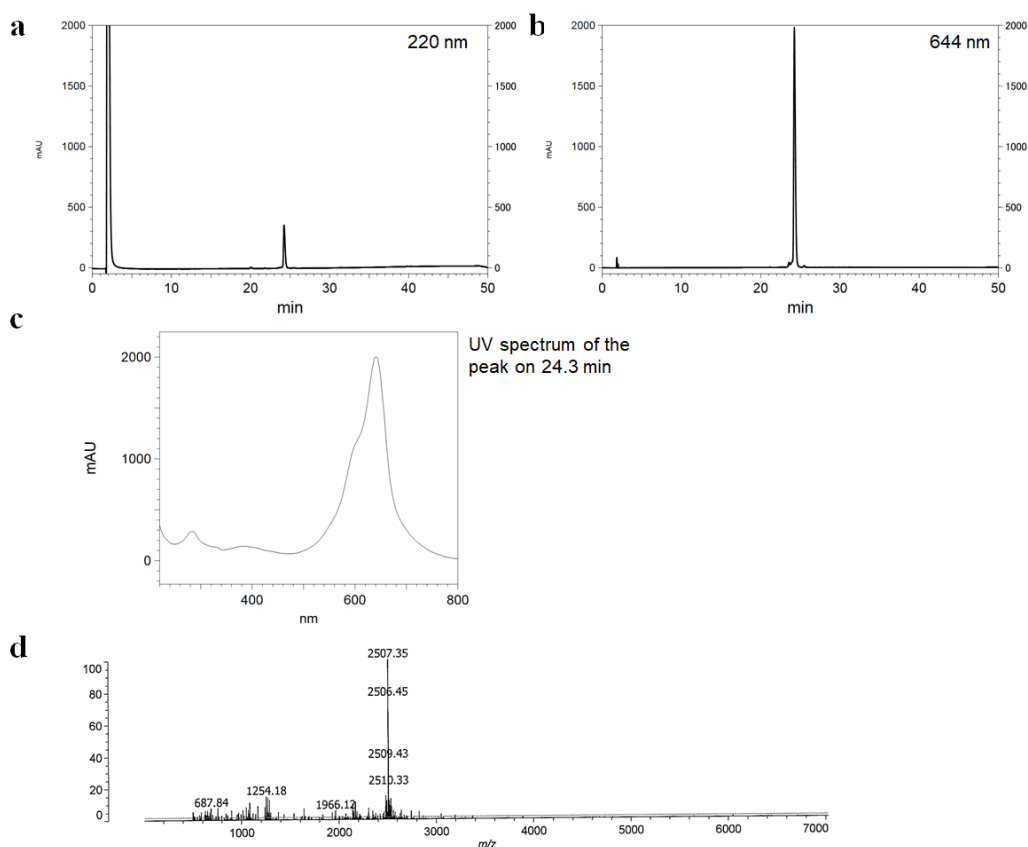 a
220 nm
2000
1500
1000
500
0
mAU
2000
1500
1000
500
0
0 10 20 30 40 50
min
b
644 nm
2000
1500
1000
500
0
mAU
2000
1500
1000
500
0
0 10 20 30 40 50
min
c
UV spectrum of the
peak on 24.3 min
2000
1000
0
mAU
400 600 800
nm
d
100
80
60
40
20
0
2507.35
2506.45
2509.43
2510.33
1254.18
687.84
1966.12
1000 2000 3000 4000 5000 6000 7000
m/z